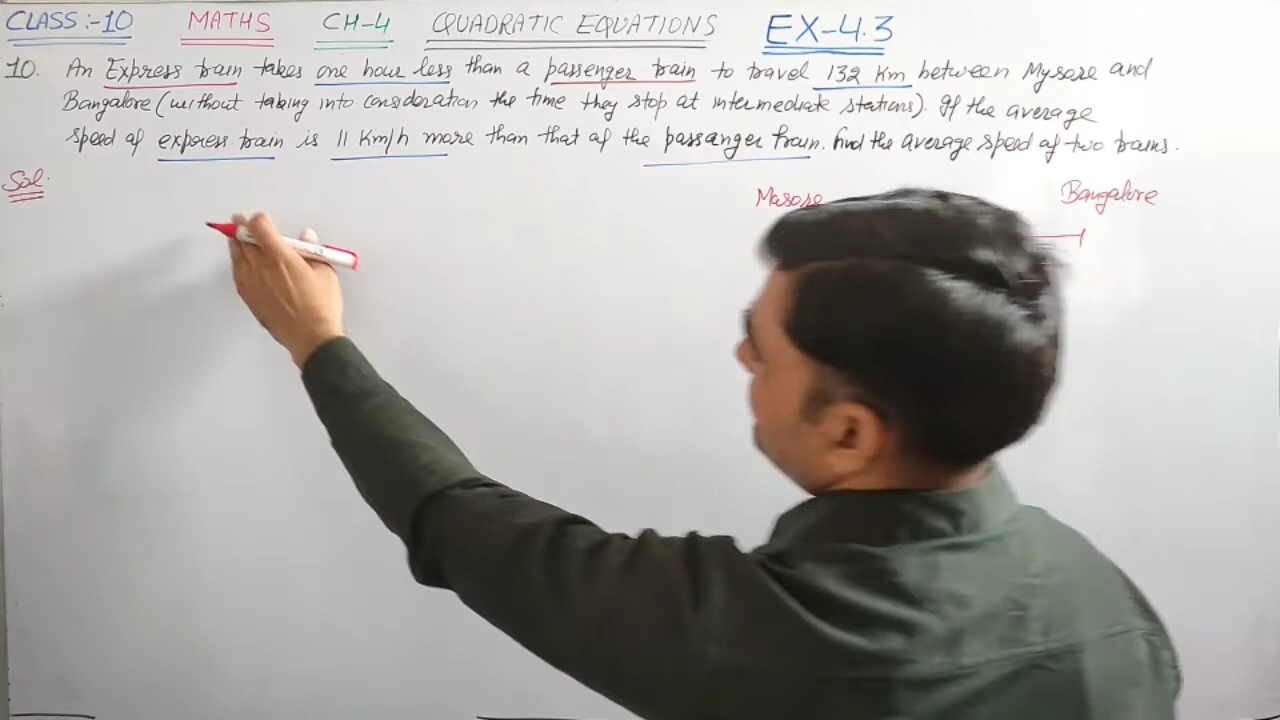 CLASS:-10 MATHS CH-4 QUADRATIC EQUATIONS EX-4.3
10. An Express train takes one hour less than a passenger train to travel 132 Km between Mysore and
Bangalore (without taking into consideration the time they stop at intermediate stations). If the average
speed of express train is 11 Km/h more than that of the passanger train. find the average speed of two trains.
Sol.
Masore Bangalore